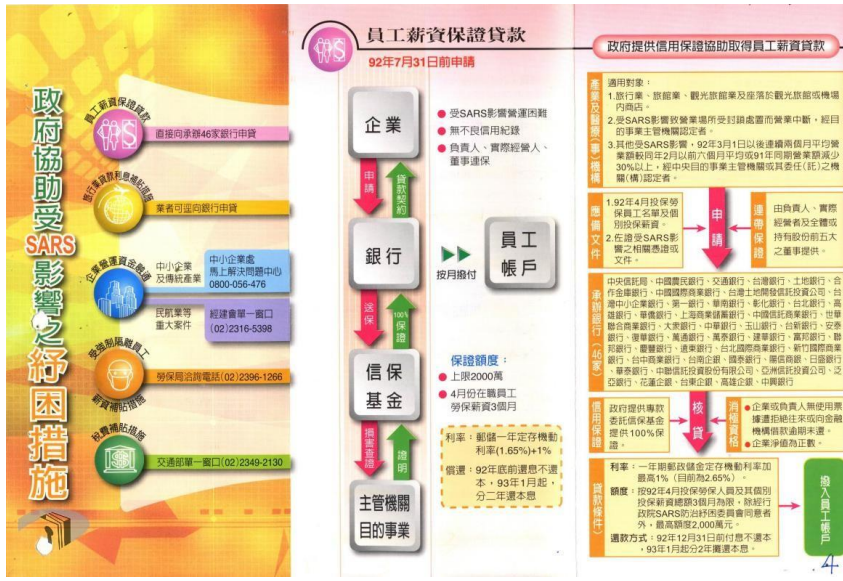 政府協助受SARS影響之紓困措施
員工薪資保證貸款
直接向承辦46家銀行申貸
旅行業貸款利息補貼措施
業者可逕向銀行申貸
企業營運資金融通
中小企業
及傳統產業
中小企業處
馬上解決問題中心
0800-056-476
民航業等
重大案件
經建會單一窗口
(02)2316-5398
受強制隔離員工
勞保局洽詢電話(02)2396-1266
薪資補貼措施
稅費補貼措施
交通部單一窗口(02)2349-2130
員工薪資保證貸款
92年7月31日前申請
企業
申請
貸款契約
銀行
送保
100%保證
信保
基金
損害查證
證明
主管機關
目的事業
● 受SARS影響營運困難
● 無不良信用紀錄
● 負責人、實際經營人、
董事連保
按月撥付
員工
帳戶
保證額度：
● 上限2000萬
● 4月份在職員工
勞保薪資3個月
利率：郵儲一年定存機動
利率(1.65%)+1%
償還：92年底前還息不還
本，93年1月起，
分二年還本息
政府提供信用保證協助取得員工薪資貸款
產業及醫療(事)機構
適用對象：
1.旅行業、旅館業、觀光旅館業及座落於觀光旅館或機場
內商店。
2.受SARS影響致營業場所受封鎖處置而營業中斷，經目
的事業主管機關認定者。
3.其他受SARS影響，92年3月1日以後連續兩個月平均營
業額較同年2月以前六個月平均或91年同期營業額減少
30%以上，經中央目的事業主管機關或其委任(託)之機
關(構)認定者。
應備文件
1.92年4月投保勞
保員工名單及個
別投保薪資。
2.佐證受SARS影
響之相關憑證或
文件。
申請
連帶保證
由負責人、實際
經營者及全體或
持有股份前五大
之董事提供。
承辦銀行(46家)
中央信託局、中國農民銀行、交通銀行、台灣銀行、土地銀行、合
作金庫銀行、中國國際商業銀行、台灣土地開發信託投資公司、台
灣中小企業銀行、第一銀行、華南銀行、彰化銀行、台北銀行、高
雄銀行、華僑銀行、上海商業儲蓄銀行、中國信託商業銀行、世華
聯合商業銀行、大眾銀行、中華銀行、玉山銀行、台新銀行、安泰
銀行、復華銀行、萬通銀行、萬泰銀行、建華銀行、富邦銀行、聯
邦銀行、慶豐銀行、遠東銀行、台北國際商銀行、新竹國際商業
銀行、台中商業銀行、台南企銀、國泰銀行、陽信商銀、日盛銀行
、華泰銀行、中聯信託投資股份有限公司、亞洲信託投資公司、泛
亞銀行、花蓮企銀、台東企銀、高雄企銀、中興銀行
信用保證
政府提供專款
委託信保基金
提供100%保
證。
核貸
消極資格
●企業或負責人無使用票
據遭拒絕往來或向金融
機構借款逾期未還。
●企業淨值為正數。
貸款條件
利率：一年期郵政儲金定存機動利率加
最高1%（目前為2.65%）。
額度：按92年4月投保勞保人員及其個別
投保薪資總額3個月為限，除經行
政院SARS防治紓困委員會同意者
外，最高額度2,000萬元。
還款方式：92年12月31日前付息不還本
，93年1月起分2年攤還本息。
撥入員工帳戶
4